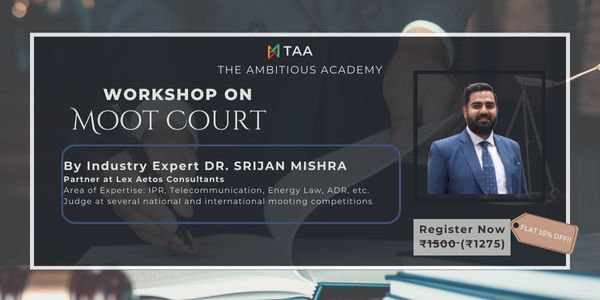 TAA
THE AMBITIOUS ACADEMY
WORKSHOP ON
MOOT COURT
By Industry Expert DR. SRIJAN MISHRA
Partner at Lex Aetos Consultants
Area of Expertise: IPR, Telecommunication, Energy Law, ADR, etc.
Judge at several national and international mooting competitions
Register Now
₹1500 (₹1275)
FLAT 15% OFF!!